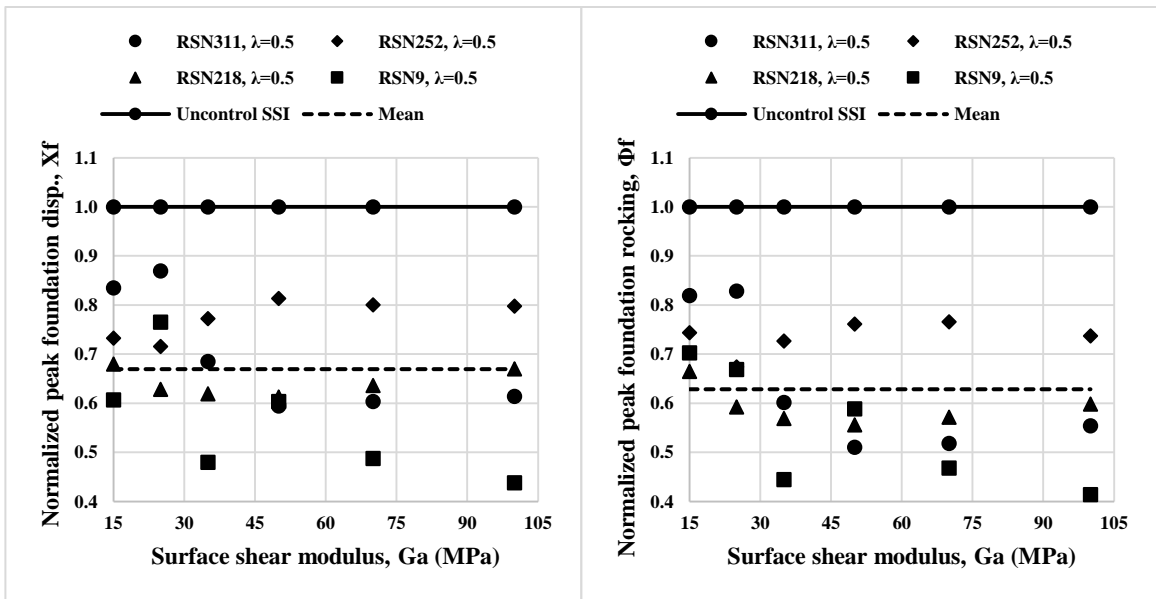 RSN311, λ=0.5 RSN252, λ=0.5
RSN218, λ=0.5 RSN9, λ=0.5
Uncontrol SSI Mean
Normalized peak foundation disp., Xf
1.1
1.0
0.9
0.8
0.7
0.6
0.5
0.4
15 30 45 60 75 90 105
Surface shear modulus, Ga (MPa)
RSN311, λ=0.5 RSN252, λ=0.5
RSN218, λ=0.5 RSN9, λ=0.5
Uncontrol SSI Mean
Normalized peak foundation rocking, Φf
1.1
1.0
0.9
0.8
0.7
0.6
0.5
0.4
15 30 45 60 75 90 105
Surface shear modulus, Ga (MPa)